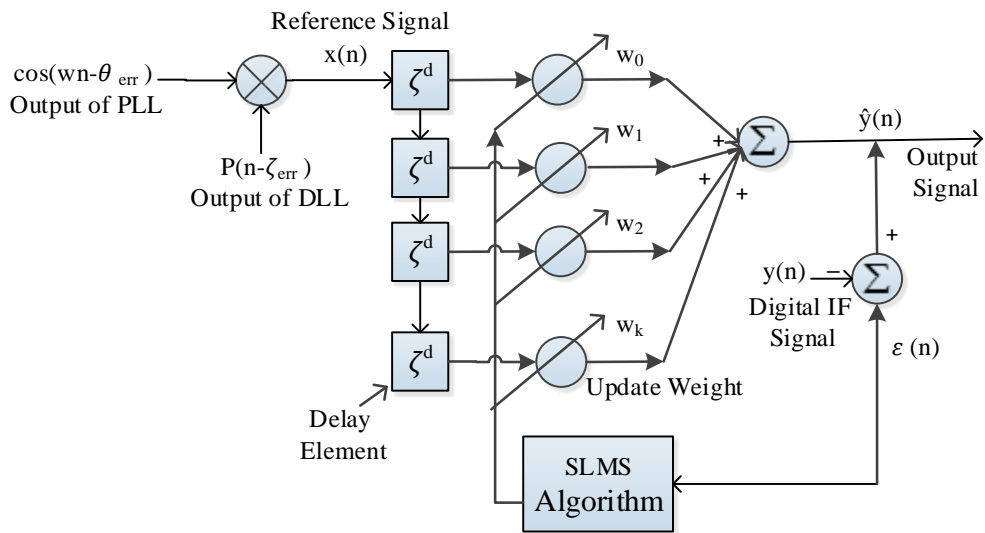 Reference Signal
x(n)
cos(wn-θ err)
Output of PLL
P(n-ζerr)
Output of DLL
ζd
ζd
ζd
ζd
w0
w1
w2
wk
+
+
+
+
Σ
ŷ(n)
Output
Signal
+
y(n)
−
Σ
Digital IF
Signal
ε (n)
Update Weight
Delay
Element
SLMS
Algorithm